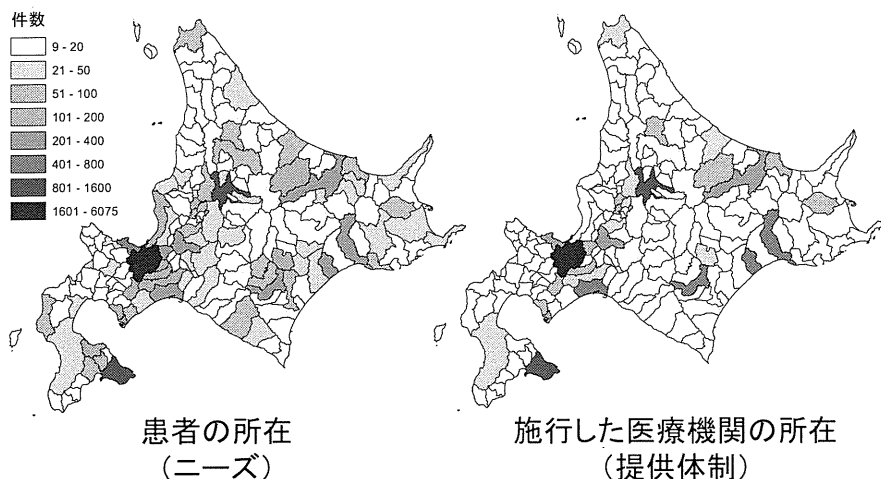 件数
9 - 20
21 - 50
51 - 100
101 - 200
201 - 400
401 - 800
801 - 1600
1601 - 6075
患者の所在
(ニーズ)
施行した医療機関の所在
(提供体制)